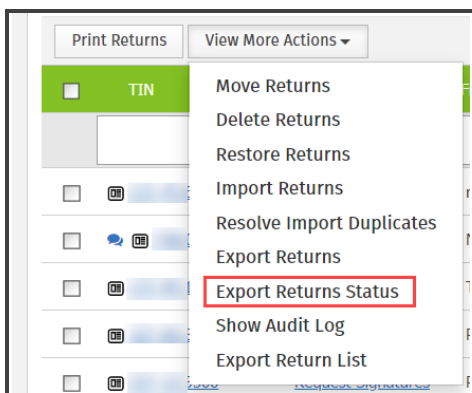 Print Returns View More Actions
TIN
Move Returns
Delete Returns
Restore Returns
Import Returns
Resolve Import Duplicates
Export Returns
Export Returns Status
Show Audit Log
Export Return List
Request Signatures